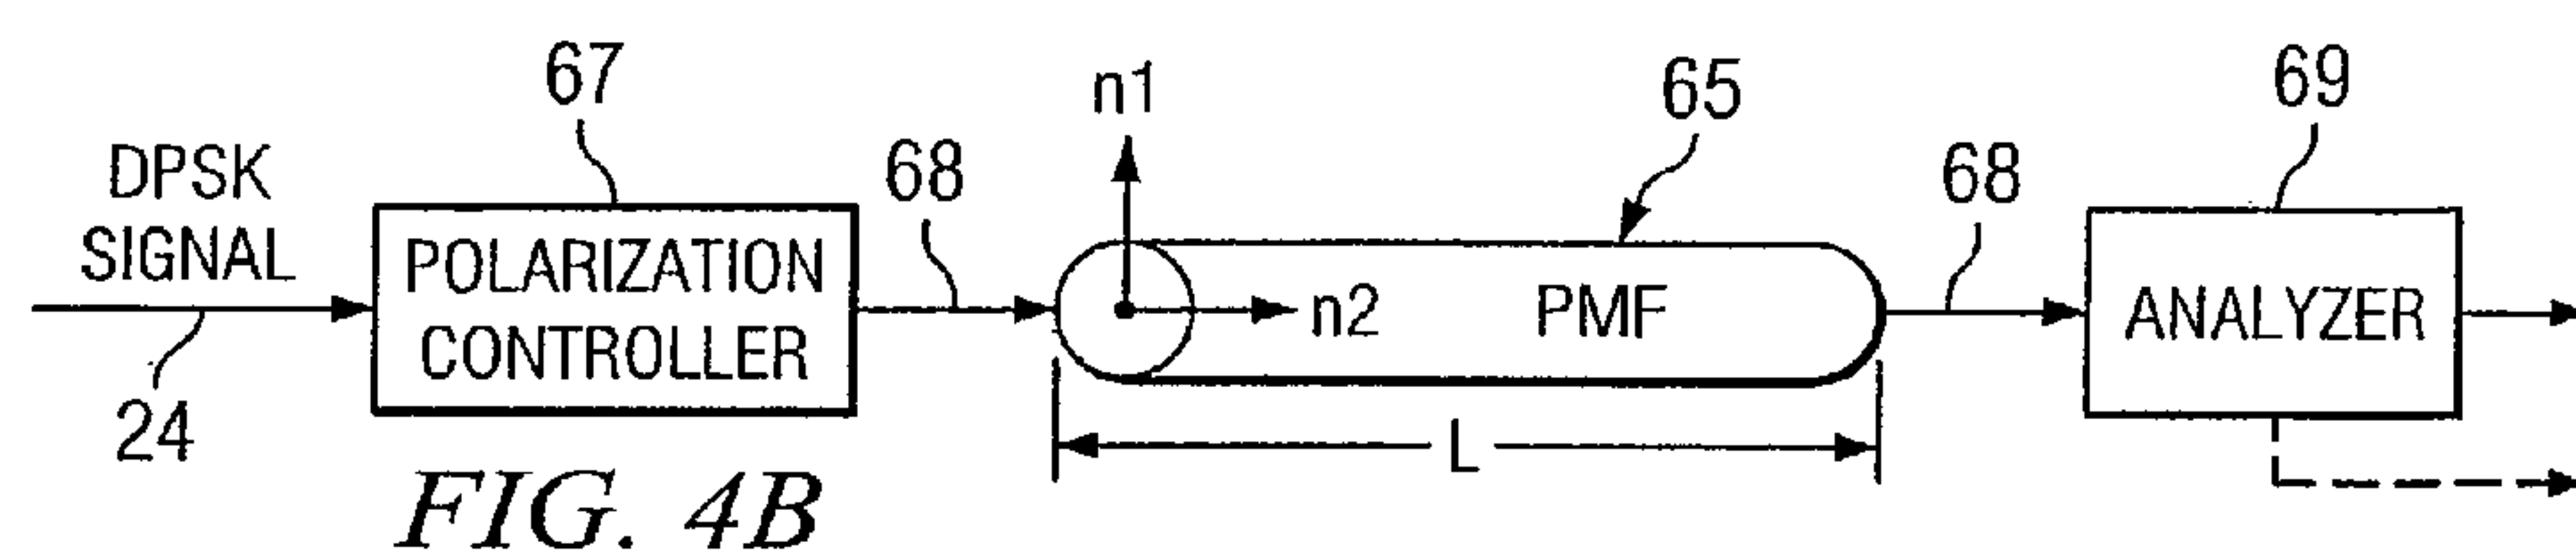 67
n1
65
69
DPSK
SIGNAL
68
68
POLARIZATION
CONTROLLER
n2
PMF
ANALYZER
24
L
FIG. 4B